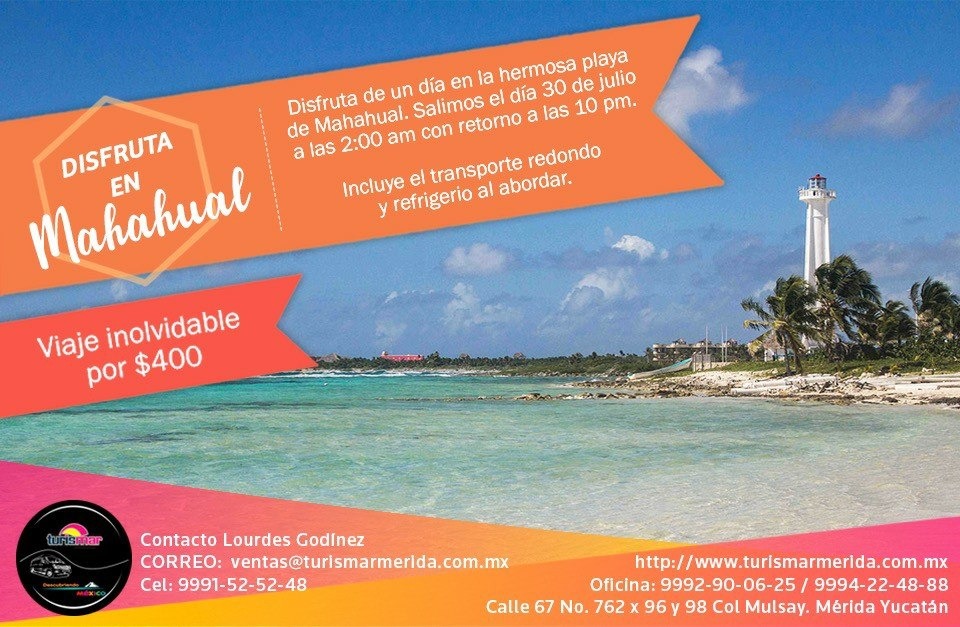 DISFRUTA
EN
Mahahual
Disfruta de un día en la hermosa playa
de Mahahual. Salimos el día 30 de julio
a las 2:00 am con retorno a las 10 pm.
Incluye el transporte redondo
y refrigerio al abordar.
Viaje inolvidable
por $400
turismar
Descubriendo
MÉXICO
Contacto Lourdes Godínez
CORREO: ventas@turismarmerida.com.mx
Cel: 9991-52-52-48
http://www.turismarmerida.com.mx
Oficina: 9992-90-06-25 / 9994-22-48-88
Calle 67 No. 762 x 96 y 98 Col Mulsay. Mérida Yucatán